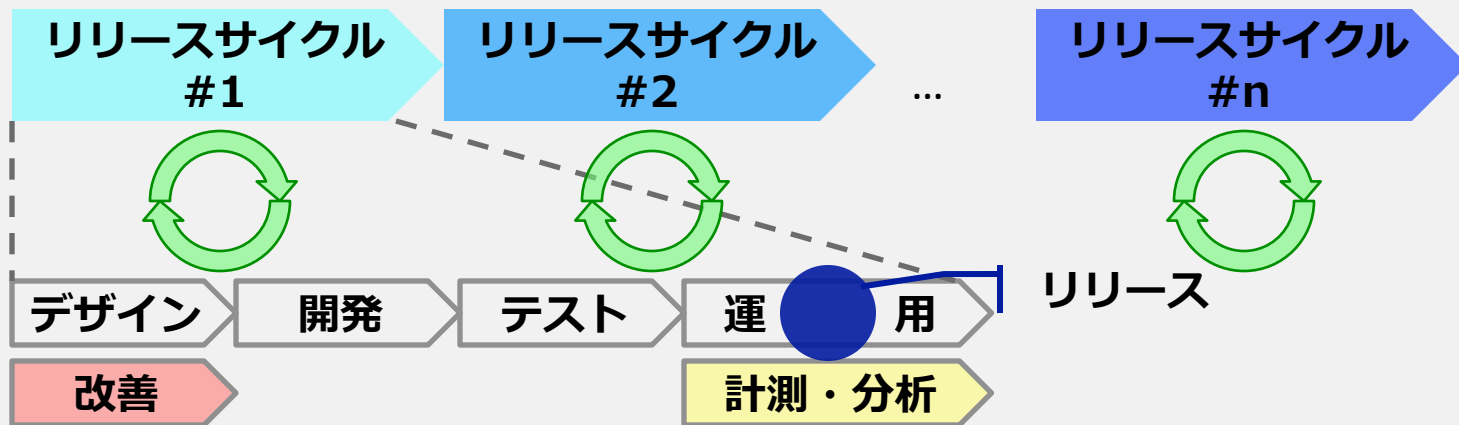 リリースサイクル
#1
リリースサイクル
#2
...
リリースサイクル
#n
デザイン
開発
テスト
運 用
リリース
改善
計測・分析